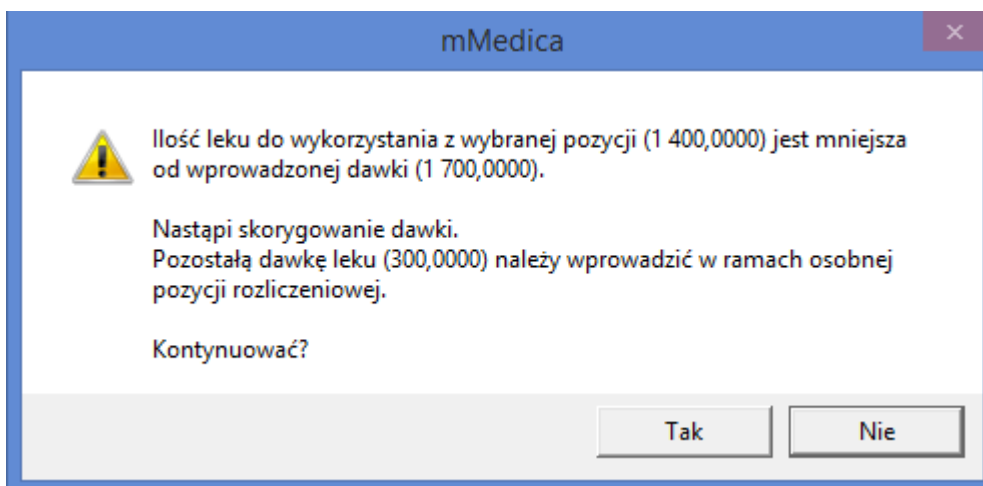 mMedica
Ilość leku do wykorzystania z wybranej pozycji (1 400,0000) jest mniejsza
od wprowadzonej dawki (1 700,0000).
Nastąpi skorygowanie dawki.
Pozostałą dawkę leku (300,0000) należy wprowadzić w ramach osobnej
pozycji rozliczeniowej.
Kontynuować?
Tak
Nie